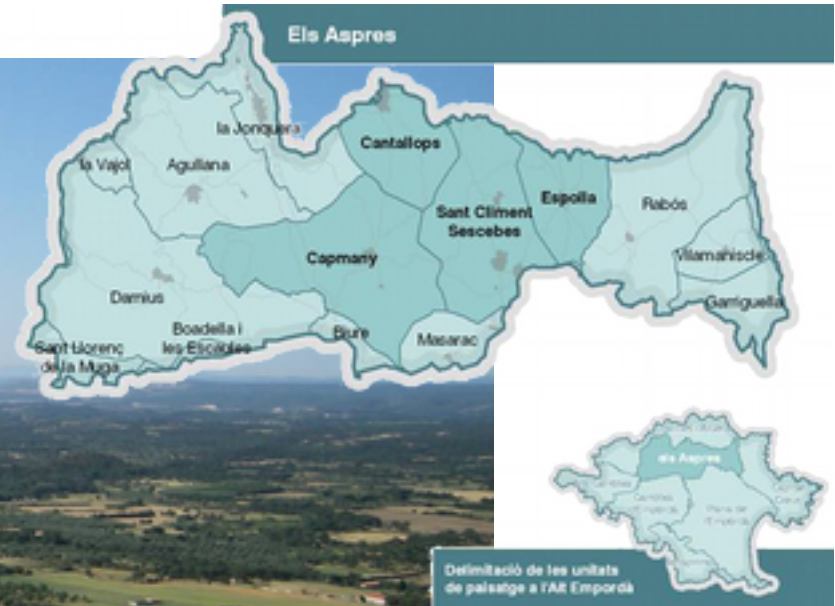 Els Aspres
la Jonquera
Cantallops
la Vajol
Agullana
Espolla
Rabós
Sant Climent
Sescebes
Capmany
Vilamaniscle
Darnius
Garriguella
Boadella i
les Escaules
Biure
Masarac
Sant Llorenç
de la Muga
els Aspres
Delimitació de les unitats
de paisatge a l'Alt Empordà